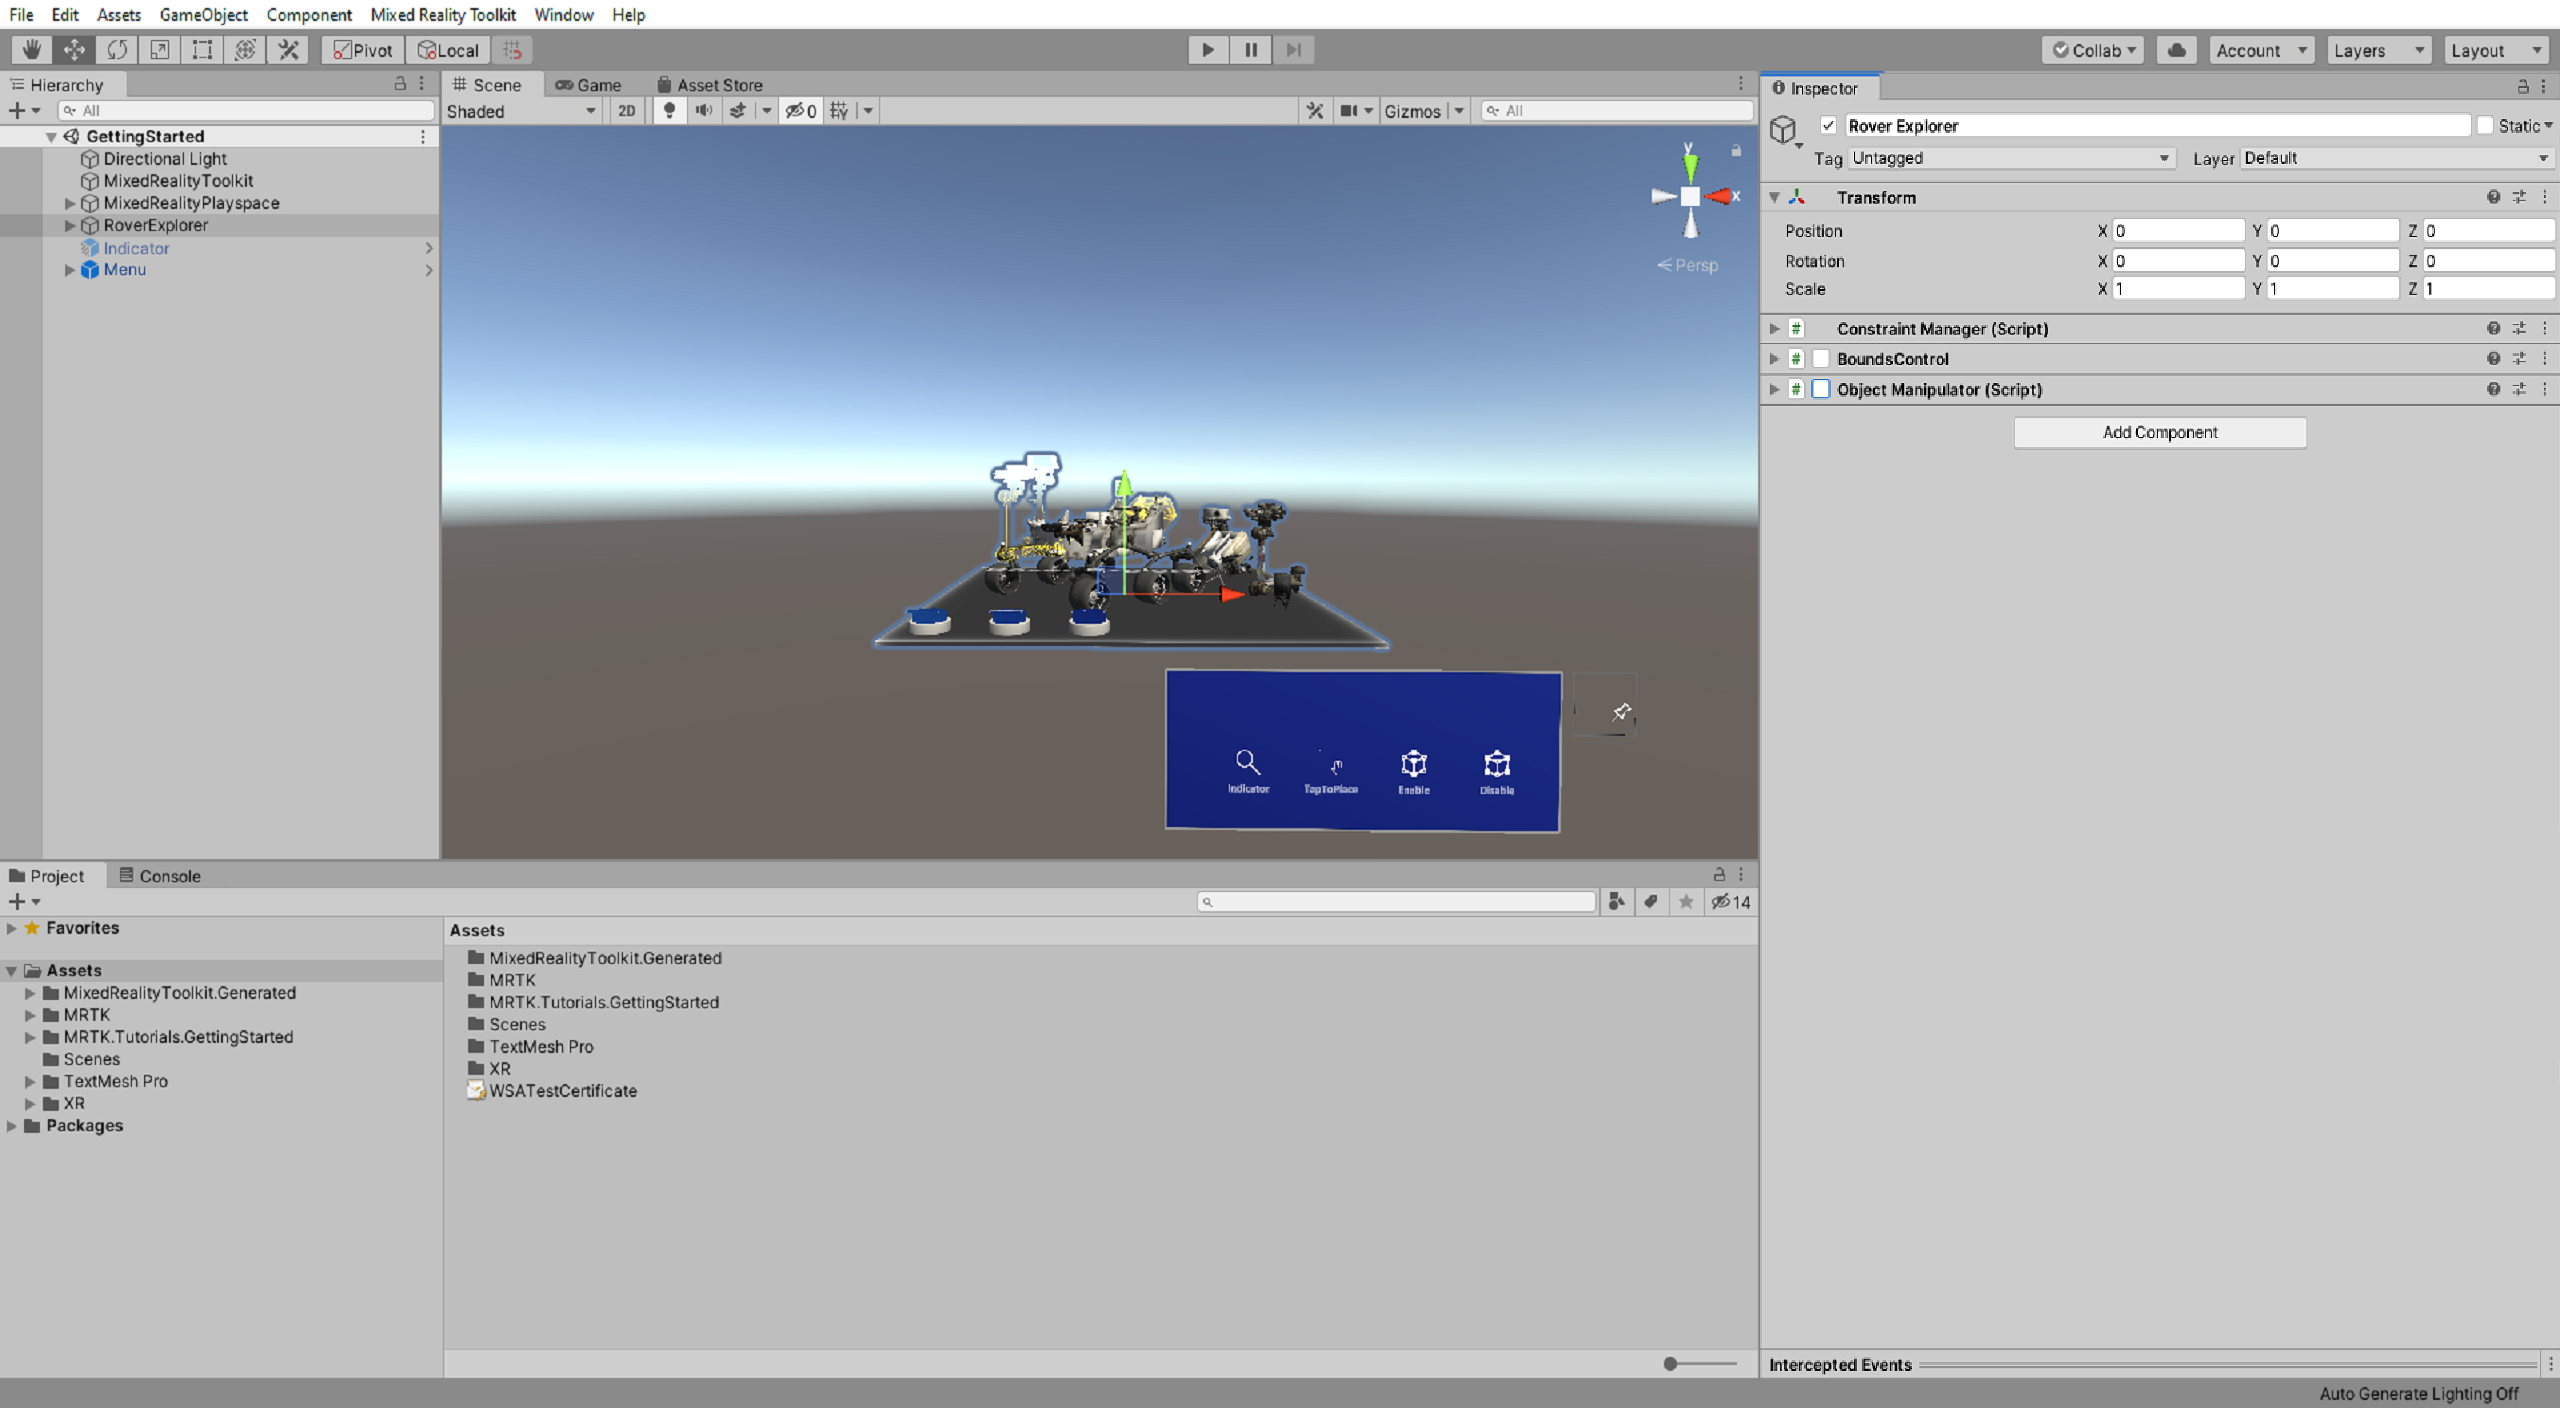 File Edit Assets GameObject Component Mixed Reality Toolkit Window Help
Pivot Local Collab Account Layers Layout
Hierarchy
All
GettingStarted
Directional Light
MixedRealityToolkit
MixedRealityPlayspace
RoverExplorer
Indicator
Menu
Scene Game Asset Store
Shaded 2D 0 Gizmos All
y
x
Persp
Indicator TapToPlace Enable Disable
Inspector
Rover Explorer Static
Tag Untagged Layer Default
Transform
Position X 0 Y 0 Z 0
Rotation X 0 Y 0 Z 0
Scale X 1 Y 1 Z 1
# Constraint Manager (Script)
# BoundsControl
# Object Manipulator (Script)
Add Component
Project Console
14
Favorites
Assets
MixedRealityToolkit.Generated
MRTK
MRTK.Tutorials.GettingStarted
Scenes
TextMesh Pro
XR
Packages
Assets
MixedRealityToolkit.Generated
MRTK
MRTK.Tutorials.GettingStarted
Scenes
TextMesh Pro
XR
WSATestCertificate
Intercepted Events
Auto Generate Lighting Off